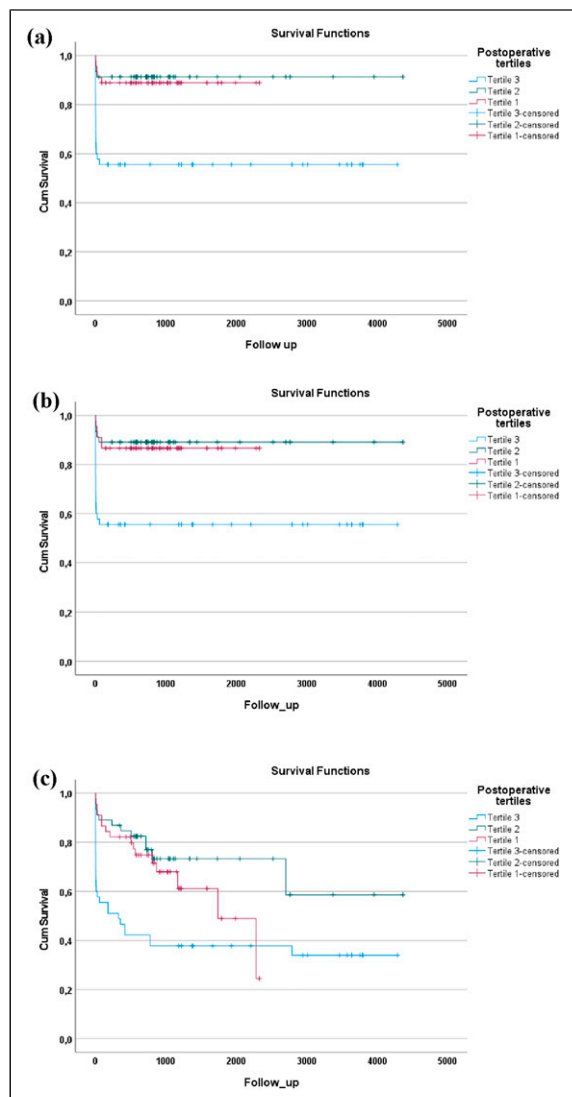 (a)
Survival Functions
Cum Survival
1,0
0,8
0,6
0,4
0,2
0,0
0 1000 2000 3000 4000 5000
Follow up
Postoperative
tertiles
Tertile 3
Tertile 2
Tertile 1
Tertile 3-censored
Tertile 2-censored
Tertile 1-censored
(b)
Survival Functions
Cum Survival
1,0
0,8
0,6
0,4
0,2
0,0
0 1000 2000 3000 4000 5000
Follow_up
Postoperative
tertiles
Tertile 3
Tertile 2
Tertile 1
Tertile 3-censored
Tertile 2-censored
Tertile 1-censored
(c)
Survival Functions
Cum Survival
1,0
0,8
0,6
0,4
0,2
0,0
0 1000 2000 3000 4000 5000
Follow_up
Postoperative
tertiles
Tertile 3
Tertile 2
Tertile 1
Tertile 3-censored
Tertile 2-censored
Tertile 1-censored